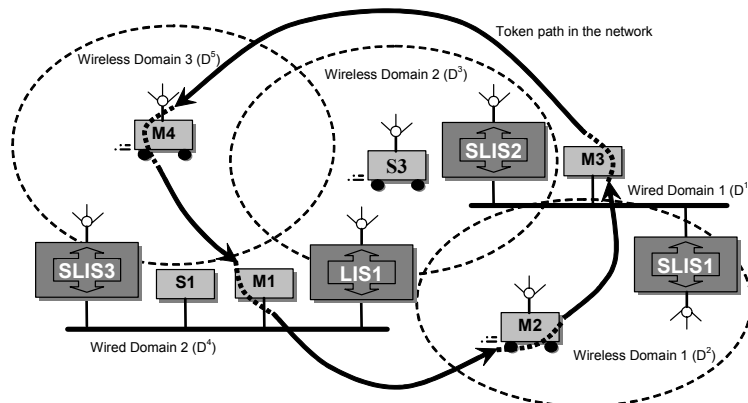 Token path in the network
Wireless Domain 3 (D⁵)
Wireless Domain 2 (D³)
M4
S3
SLIS2
M3
Wired Domain 1 (D¹
SLIS3
S1
M1
LIS1
SLIS1
M2
Wired Domain 2 (D⁴)
Wireless Domain 1 (D²)